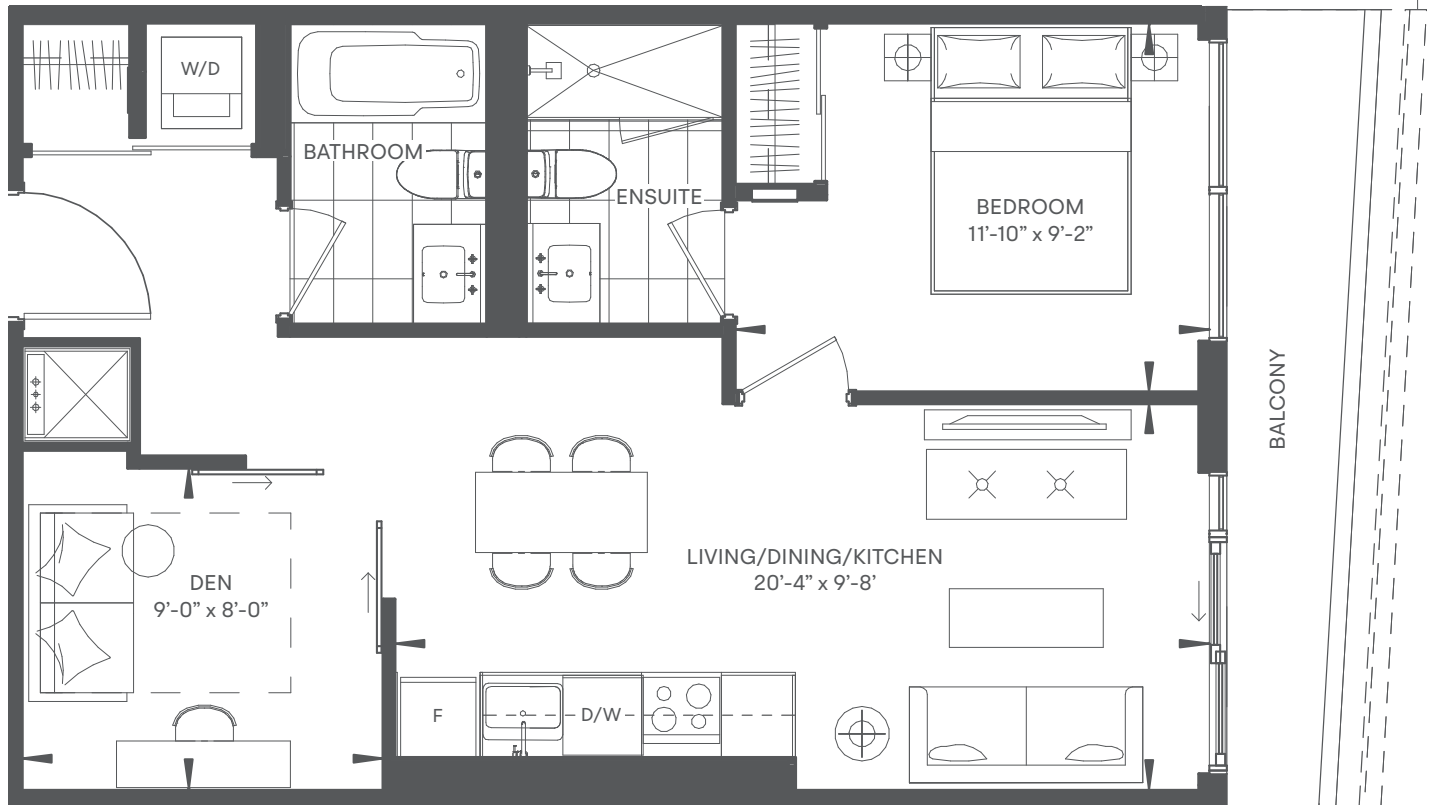 W/D
BATHROOM
ENSUITE
BEDROOM
11’-10” x 9’-2”
BALCONY
LIVING/DINING/KITCHEN
20’-4” x 9’-8’
DEN
9’-0” x 8’-0”
F
D/W